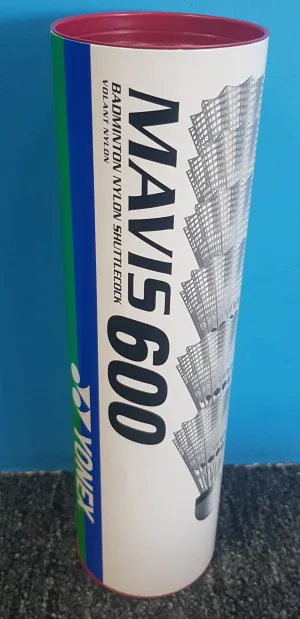 MAVIS 600
BADMINTON NYLON SHUTTLECOCK
VOLANT NYLON
YONEX